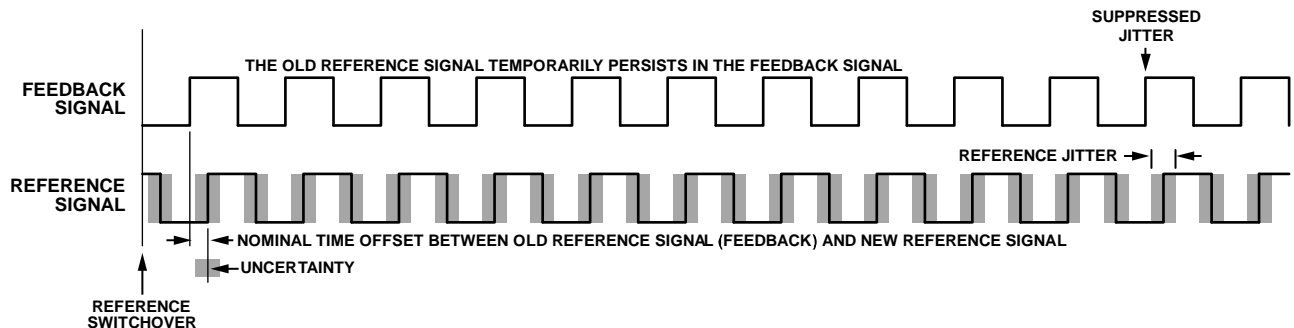 SUPPRESSED
JITTER
THE OLD REFERENCE SIGNAL TEMPORARILY PERSISTS IN THE FEEDBACK SIGNAL
FEEDBACK
SIGNAL
REFERENCE JITTER
REFERENCE
SIGNAL
NOMINAL TIME OFFSET BETWEEN OLD REFERENCE SIGNAL (FEEDBACK) AND NEW REFERENCE SIGNAL
UNCERTAINTY
REFERENCE
SWITCHOVER